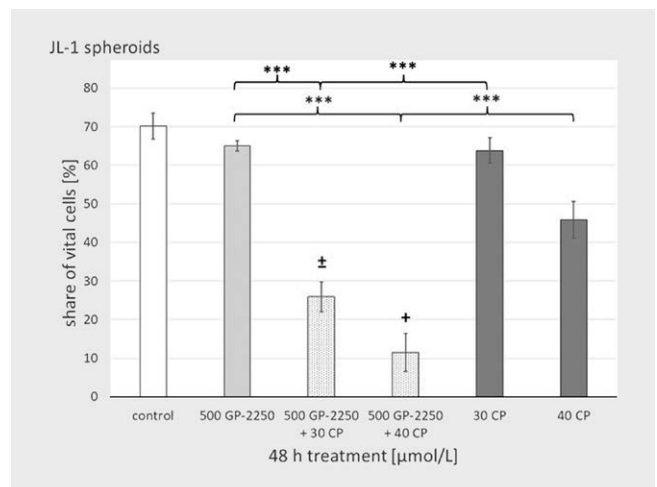 JL-1 spheroids
*** ***
*** ***
share of vital cells [%]
80
70
60
50
40
30
20
10
0
±
+
control 500 GP-2250 500 GP-2250 500 GP-2250 30 CP 40 CP
+ 30 CP + 40 CP
48 h treatment [µmol/L]